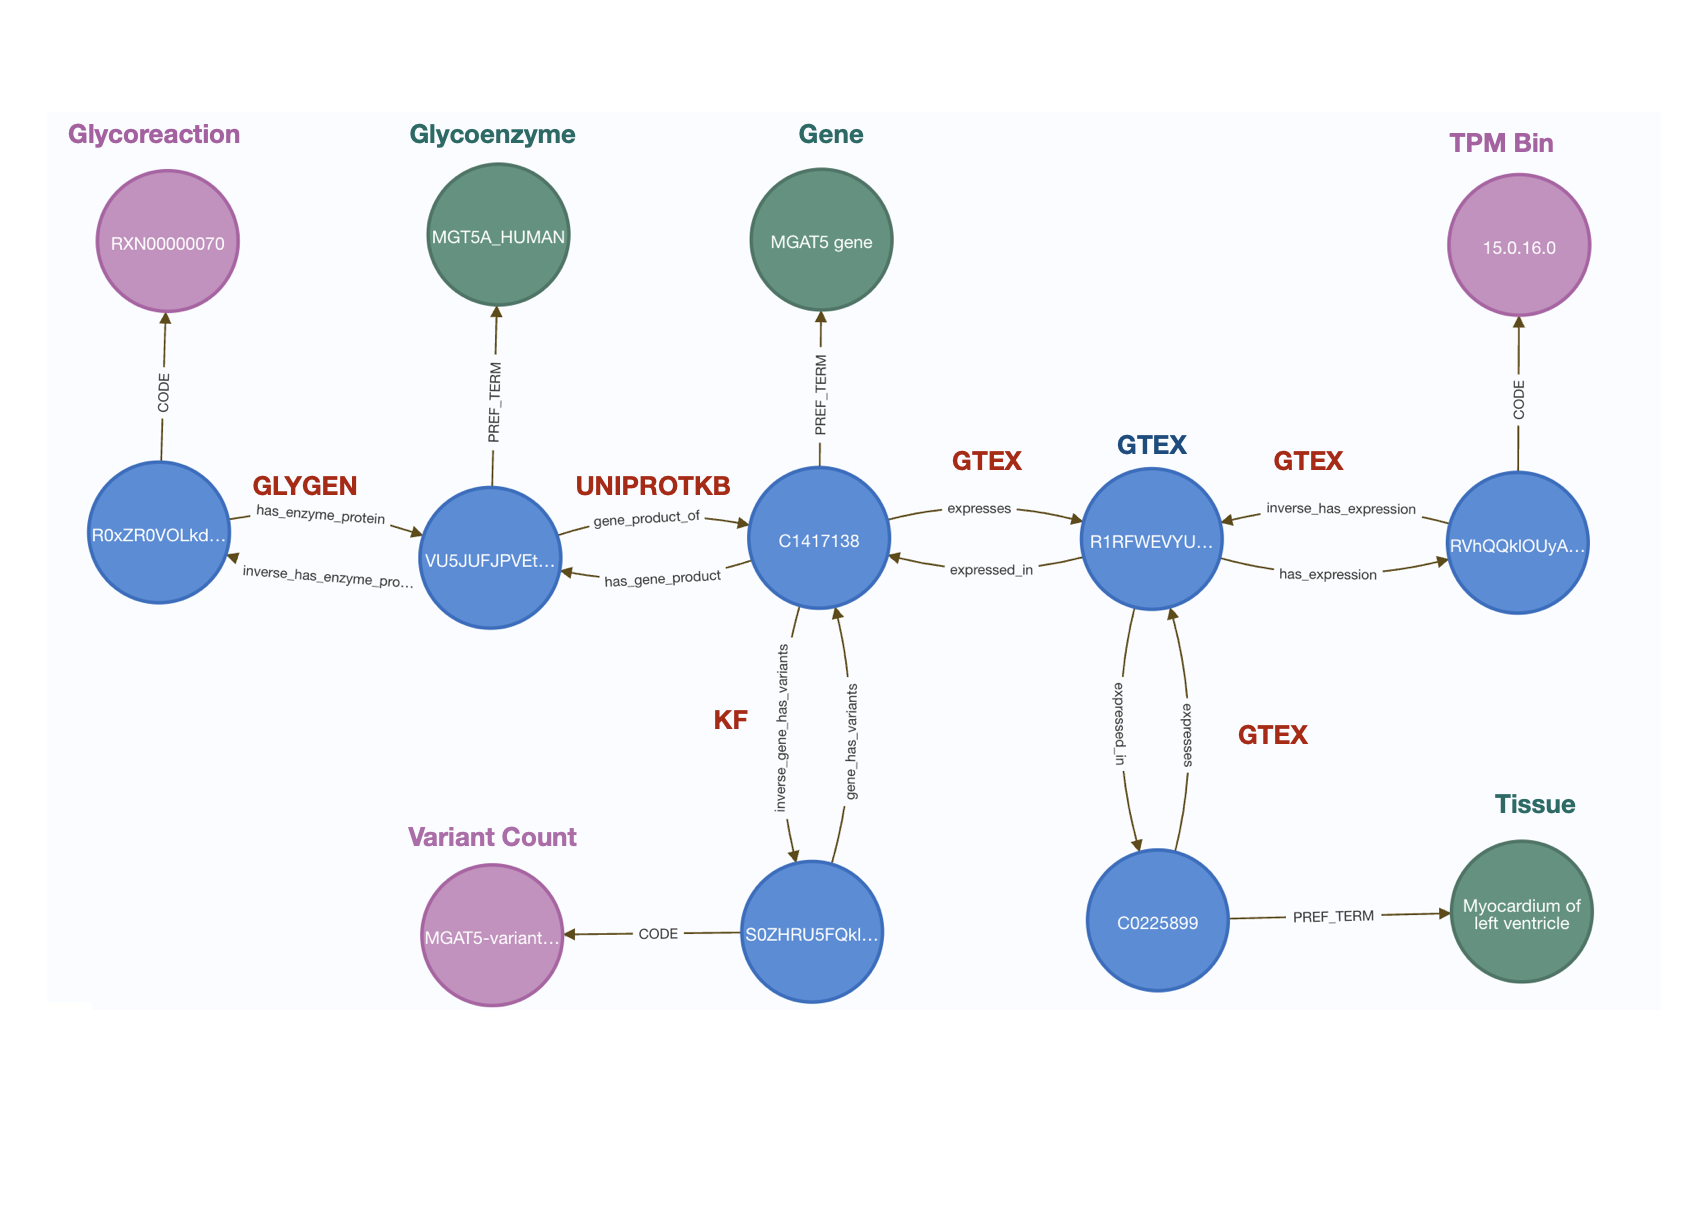 Glycoreaction
Glycoenzyme
Gene
TPM Bin
RXN00000070
MGT5A_HUMAN
MGAT5 gene
15.0.16.0
CODE
PREF_TERM
PREF_TERM
CODE
GLYGEN
UNIPROTKB
GTEX
GTEX
GTEX
has_enzyme_protein
gene_product_of
expresses
inverse_has_expression
R0xZR0VOLkd...
VU5JUFJPVEt...
C1417138
R1RFWEVYU...
RVhQQklOUyA...
inverse_has_enzyme_pro...
has_gene_product
expressed_in
has_expression
inverse_gene_has_variants
gene_has_variants
expressed_in
expresses
KF
GTEX
Tissue
Variant Count
MGAT5-variant...
CODE
S0ZHRU5FQkl...
C0225899
PREF_TERM
Myocardium of
left ventricle